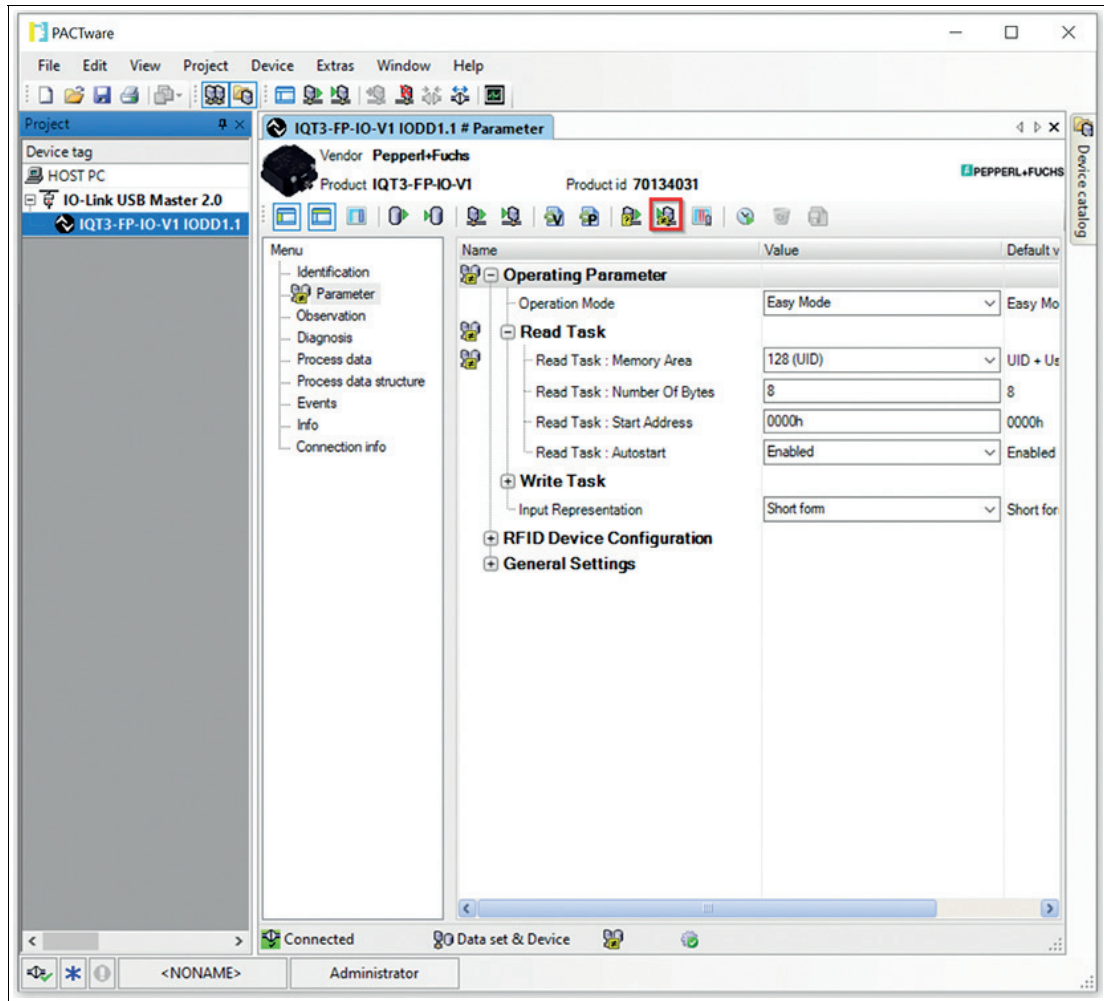 PACTware
File Edit View Project Device Extras Window Help
Project
Device tag
HOST PC
IO-Link USB Master 2.0
IQT3-FP-IO-V1 IODD1.1
IQT3-FP-IO-V1 IODD1.1 # Parameter
Vendor Pepperl+Fuchs
Product IQT3-FP-IO-V1 Product id 70134031
PEPPERL+FUCHS
Device catalog
Menu
Identification
Parameter
Observation
Diagnosis
Process data
Process data structure
Events
Info
Connection info
Name Value Default v
Operating Parameter
Operation Mode Easy Mode Easy Mo
Read Task
Read Task : Memory Area 128 (UID) UID + Us
Read Task : Number Of Bytes 8 8
Read Task : Start Address 0000h 0000h
Read Task : Autostart Enabled Enabled
Write Task
Input Representation Short form Short for
RFID Device Configuration
General Settings
Connected Data set & Device
<NONAME> Administrator